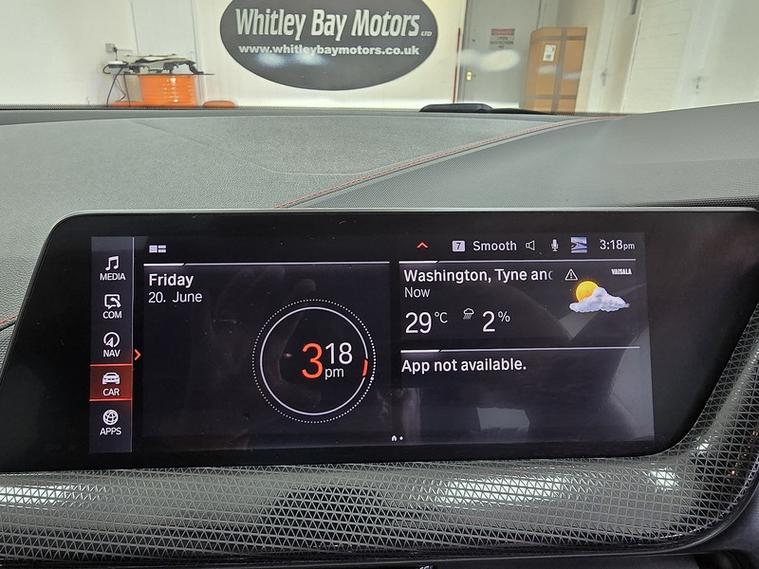 Whitley Bay Motors LTD
www.whitleybaymotors.co.uk
7 Smooth 3:18pm
MEDIA
COM
NAV
CAR
APPS
Friday
20. June
3 18
pm
Washington, Tyne and
VAISALA
Now
29 °C 2 %
App not available.